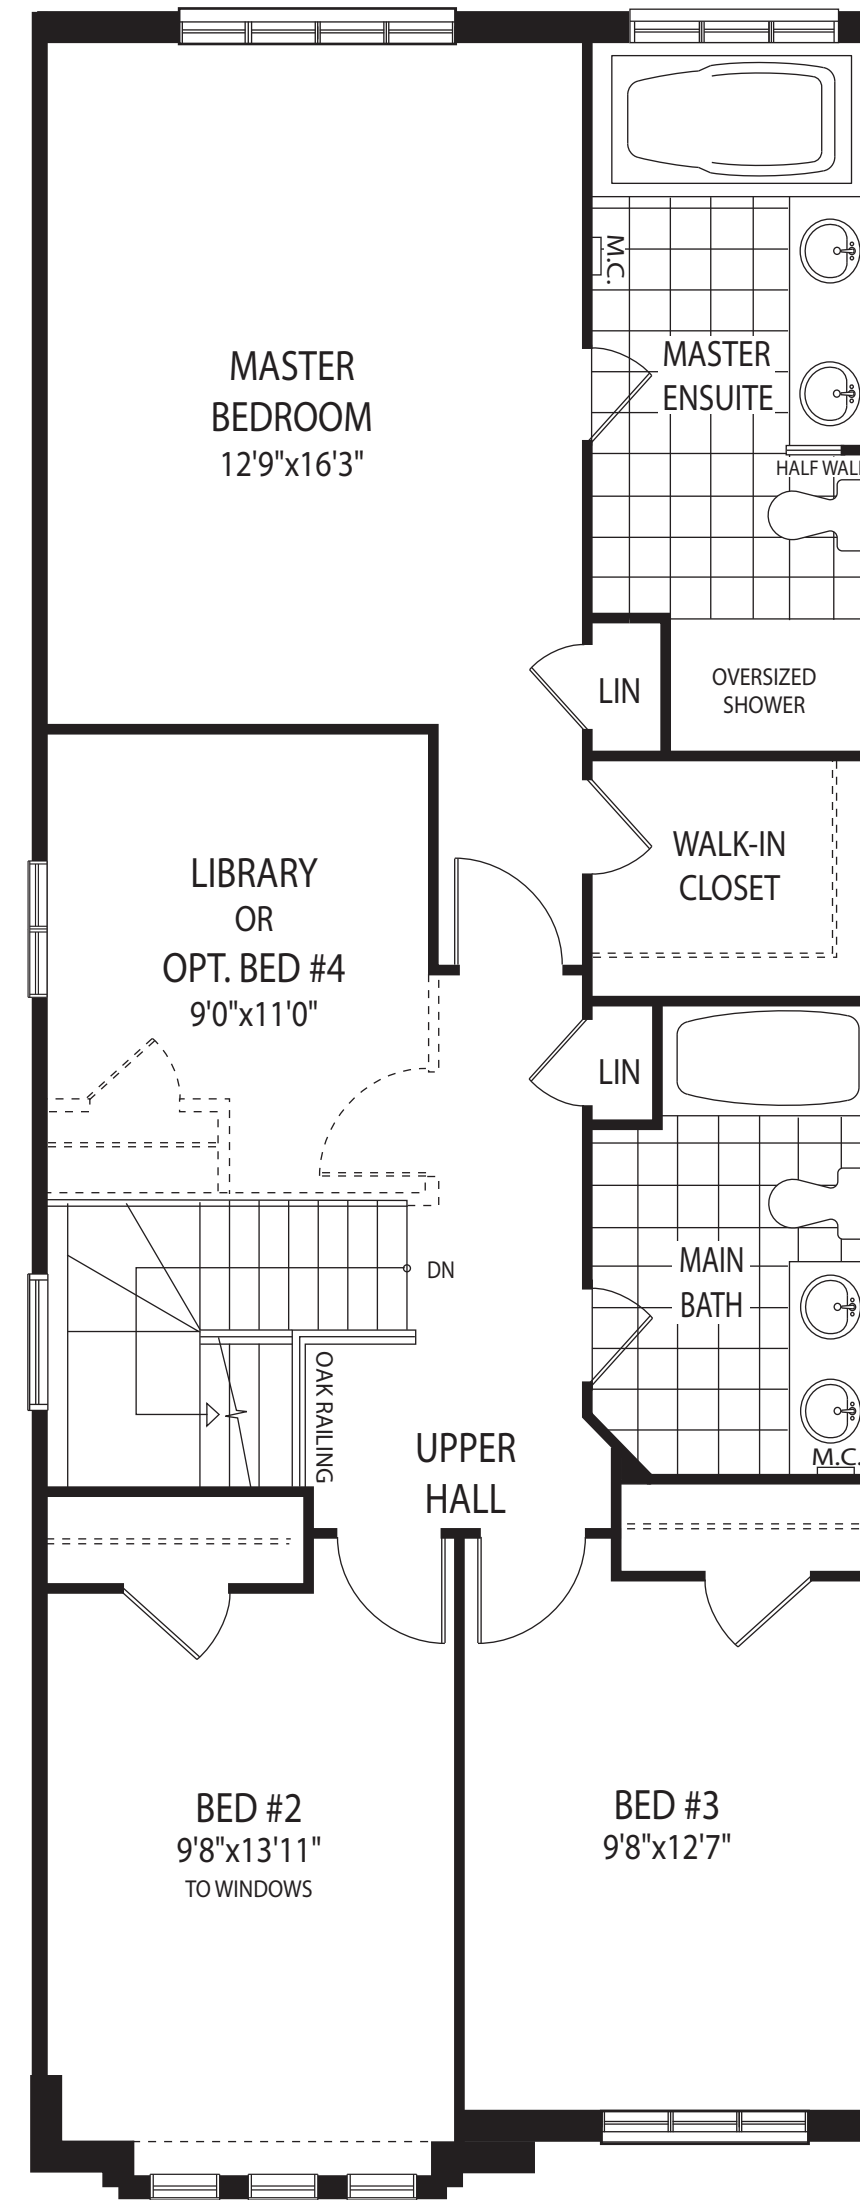 M.C.
MASTER
BEDROOM
12'9"x16'3"
MASTER
ENSUITE
HALF WALL
LIN
OVERSIZED
SHOWER
WALK-IN
CLOSET
LIBRARY
OR
OPT. BED #4
9'0"x11'0"
LIN
DN
MAIN
BATH
OAK RAILING
UPPER
HALL
M.C.
BED #2
9'8"x13'11"
TO WINDOWS
BED #3
9'8"x12'7"